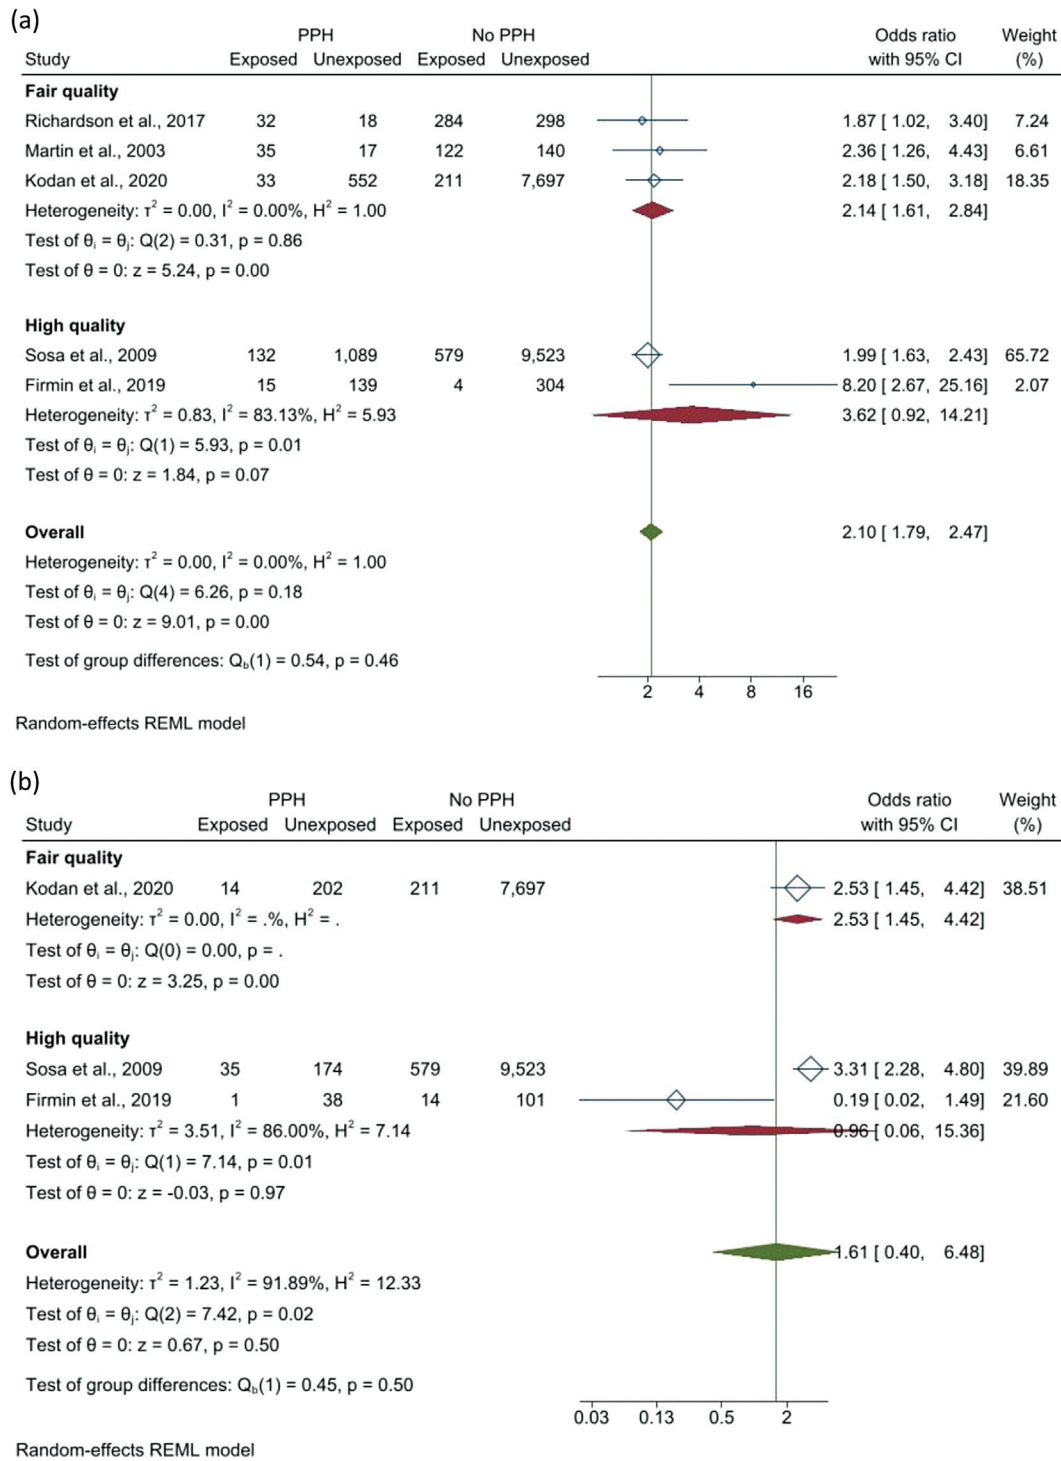 (a)
PPH No PPH Odds ratio Weight
Study Exposed Unexposed Exposed Unexposed with 95% CI (%)
Fair quality
Richardson et al., 2017 32 18 284 298 1.87 [ 1.02, 3.40] 7.24
Martin et al., 2003 35 17 122 140 2.36 [ 1.26, 4.43] 6.61
Kodan et al., 2020 33 552 211 7,697 2.18 [ 1.50, 3.18] 18.35
Heterogeneity: τ² = 0.00, I² = 0.00%, H² = 1.00 2.14 [ 1.61, 2.84]
Test of θᵢ = θⱼ: Q(2) = 0.31, p = 0.86
Test of θ = 0: z = 5.24, p = 0.00
High quality
Sosa et al., 2009 132 1,089 579 9,523 1.99 [ 1.63, 2.43] 65.72
Firmin et al., 2019 15 139 4 304 8.20 [ 2.67, 25.16] 2.07
Heterogeneity: τ² = 0.83, I² = 83.13%, H² = 5.93 3.62 [ 0.92, 14.21]
Test of θᵢ = θⱼ: Q(1) = 5.93, p = 0.01
Test of θ = 0: z = 1.84, p = 0.07
Overall 2.10 [ 1.79, 2.47]
Heterogeneity: τ² = 0.00, I² = 0.00%, H² = 1.00
Test of θᵢ = θⱼ: Q(4) = 6.26, p = 0.18
Test of θ = 0: z = 9.01, p = 0.00
Test of group differences: Q_b(1) = 0.54, p = 0.46
2 4 8 16
Random-effects REML model
(b)
PPH No PPH Odds ratio Weight
Study Exposed Unexposed Exposed Unexposed with 95% CI (%)
Fair quality
Kodan et al., 2020 14 202 211 7,697 2.53 [ 1.45, 4.42] 38.51
Heterogeneity: τ² = 0.00, I² = .%, H² = . 2.53 [ 1.45, 4.42]
Test of θᵢ = θⱼ: Q(0) = 0.00, p = .
Test of θ = 0: z = 3.25, p = 0.00
High quality
Sosa et al., 2009 35 174 579 9,523 3.31 [ 2.28, 4.80] 39.89
Firmin et al., 2019 1 38 14 101 0.19 [ 0.02, 1.49] 21.60
Heterogeneity: τ² = 3.51, I² = 86.00%, H² = 7.14 0.96 [ 0.06, 15.36]
Test of θᵢ = θⱼ: Q(1) = 7.14, p = 0.01
Test of θ = 0: z = -0.03, p = 0.97
Overall 1.61 [ 0.40, 6.48]
Heterogeneity: τ² = 1.23, I² = 91.89%, H² = 12.33
Test of θᵢ = θⱼ: Q(2) = 7.42, p = 0.02
Test of θ = 0: z = 0.67, p = 0.50
Test of group differences: Q_b(1) = 0.45, p = 0.50
0.03 0.13 0.5 2
Random-effects REML model